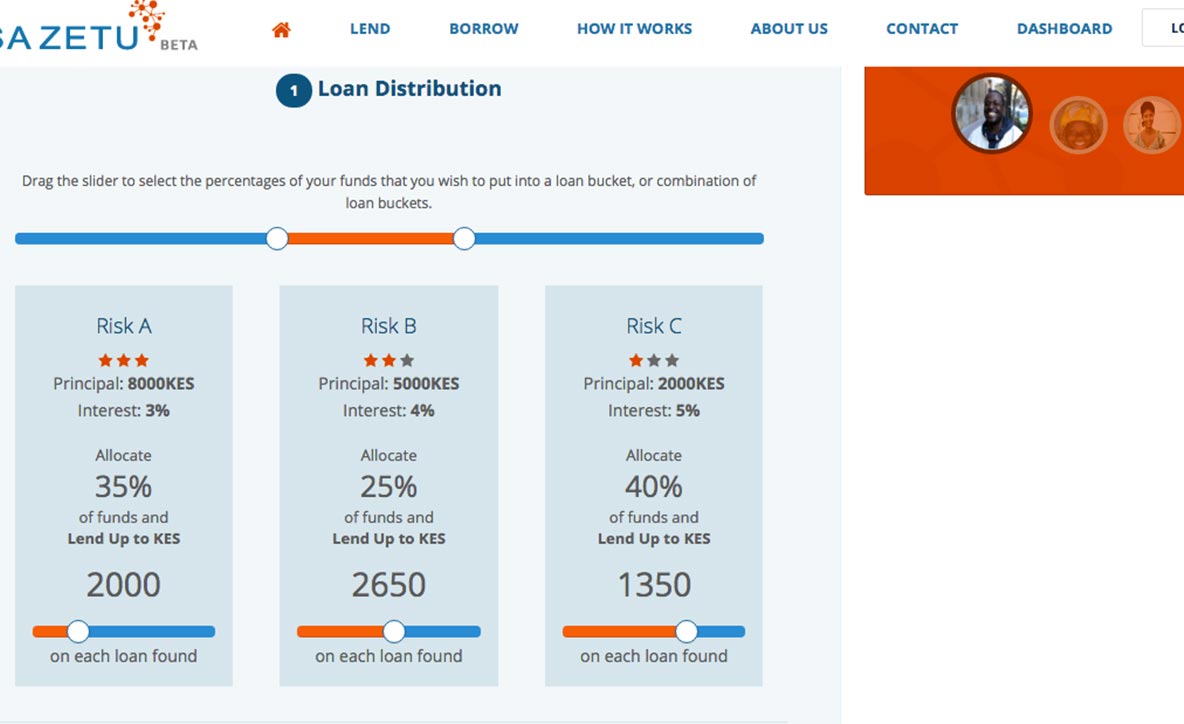 SA ZETU BETA
LEND
BORROW
HOW IT WORKS
ABOUT US
CONTACT
DASHBOARD
LO
1 Loan Distribution
Drag the slider to select the percentages of your funds that you wish to put into a loan bucket, or combination of
loan buckets.
Risk A
Principal: 8000KES
Interest: 3%
Allocate
35%
of funds and
Lend Up to KES
2000
on each loan found
Risk B
Principal: 5000KES
Interest: 4%
Allocate
25%
of funds and
Lend Up to KES
2650
on each loan found
Risk C
Principal: 2000KES
Interest: 5%
Allocate
40%
of funds and
Lend Up to KES
1350
on each loan found